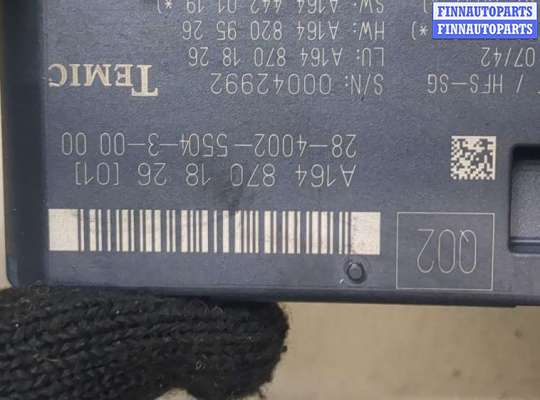 FINNAUTOPARTS
FINNAUTOPARTS
FINNAUTOPARTS
Q02
A164 870 18 26 [01]
28-4002-5504-3-00 00
TEMIC
S/N: 00042992
/ HFS-SG
LU: A164 870 18 26
07/42
HW: A164 820 95 26
(*)
SW: A164 442 01 19